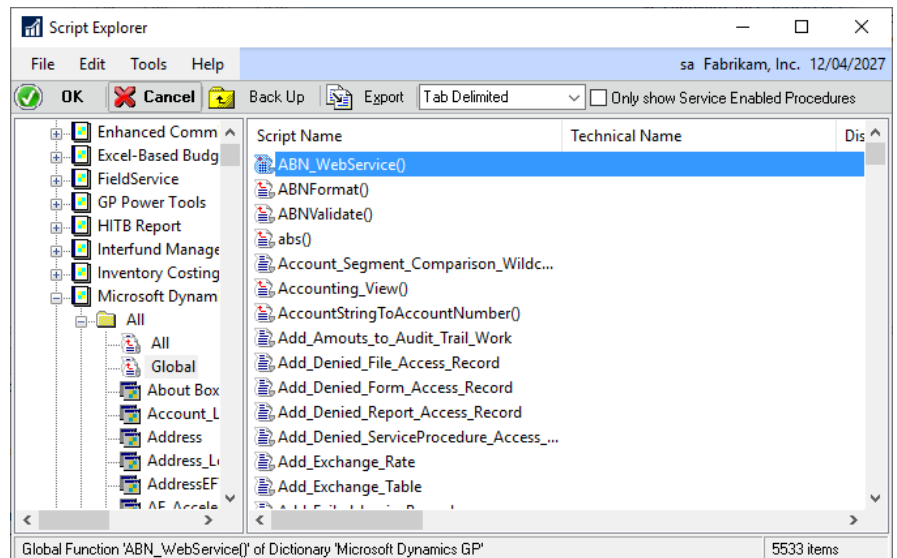 Script Explorer
File Edit Tools Help sa Fabrikam, Inc. 12/04/2027
OK Cancel Back Up Export Tab Delimited Only show Service Enabled Procedures
Enhanced Comm
Excel-Based Budg
FieldService
GP Power Tools
HITB Report
Interfund Manage
Inventory Costing
Microsoft Dynam
All
All
Global
About Box
Account_L
Address
Address_L
AddressEF
Script Name Technical Name Dis
ABN_WebService()
ABNFormat()
ABNValidate()
abs()
Account_Segment_Comparison_Wildc...
Accounting_View()
AccountStringToAccountNumber()
Add_Amouts_to_Audit_Trail_Work
Add_Denied_File_Access_Record
Add_Denied_Form_Access_Record
Add_Denied_Report_Access_Record
Add_Denied_ServiceProcedure_Access_...
Add_Exchange_Rate
Add_Exchange_Table
Global Function 'ABN_WebService()' of Dictionary 'Microsoft Dynamics GP' 5533 items